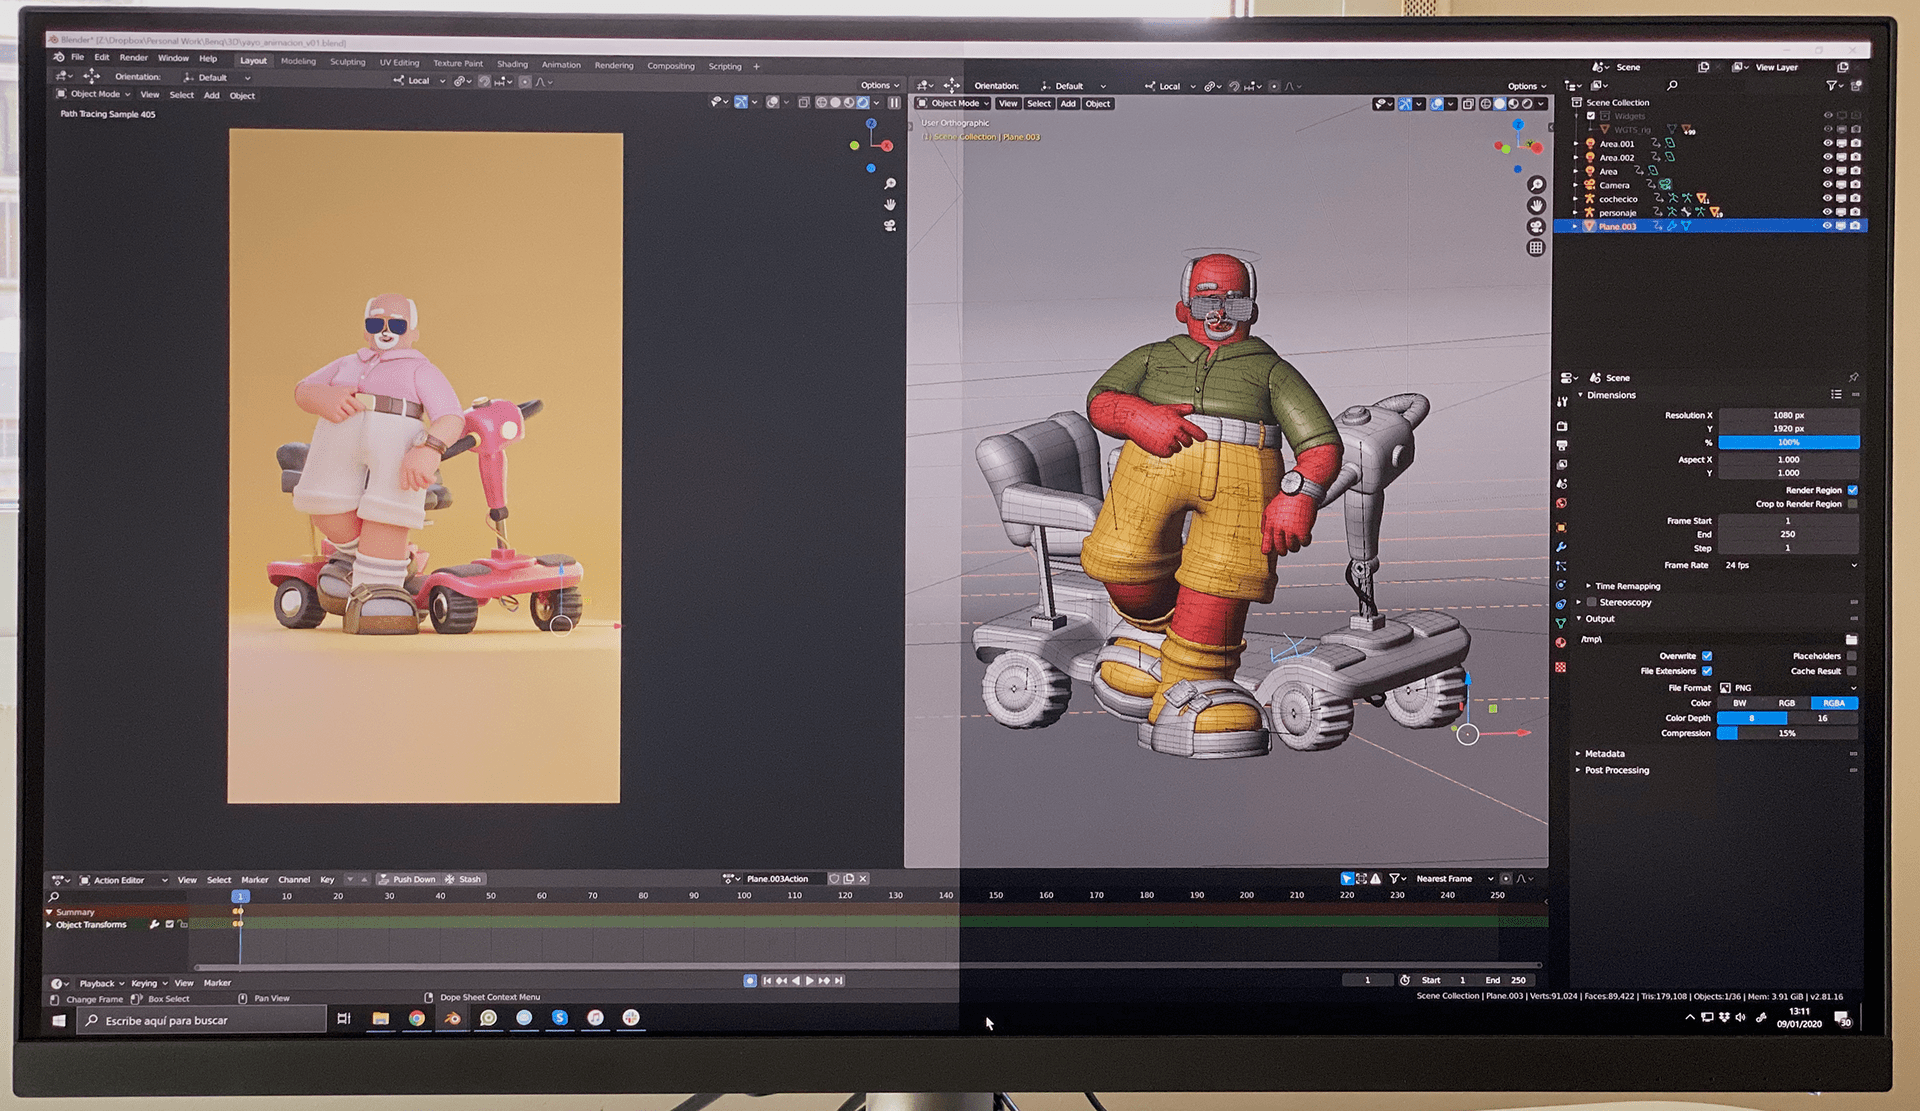 Blender* [Z:\Dropbox\Personal Work\Benq\3D\yayo_animacion_v01.blend]
File Edit Render Window Help Layout Modeling Sculpting UV Editing Texture Paint Shading Animation Rendering Compositing Scripting +
Scene View Layer
Orientation: Default Local Options
Orientation: Default Local Options
Object Mode View Select Add Object
Object Mode View Select Add Object
Path Tracing Sample 405
User Orthographic
(1) Scene Collection | Plane.003
Z
X
Scene Collection
Widgets
WGTS_rig
Area.001
Area.002
Area
Camera
cochecico
personaje
Plane.003
Scene
Dimensions
Resolution X 1080 px
Y 1920 px
% 100%
Aspect X 1.000
Y 1.000
Render Region
Crop to Render Region
Frame Start 1
End 250
Step 1
Frame Rate 24 fps
Time Remapping
Stereoscopy
Output
/tmp\
Overwrite Placeholders
File Extensions Cache Result
File Format PNG
Color BW RGB RGBA
Color Depth 8 16
Compression 15%
Metadata
Post Processing
Action Editor View Select Marker Channel Key Push Down Stash Plane.003Action Nearest Frame
1 10 20 30 40 50 60 70 80 90 100 110 120 130 140 150 160 170 180 190 200 210 220 230 240 250
Summary
Object Transforms
Playback Keying View Marker 1 Start 1 End 250
Change Frame Box Select Pan View Dope Sheet Context Menu
Scene Collection | Plane.003 | Verts:91,024 | Faces:89,422 | Tris:179,108 | Objects:1/36 | Mem: 3.91 GiB | v2.81.16
Escribe aquí para buscar
13:11
09/01/2020
30